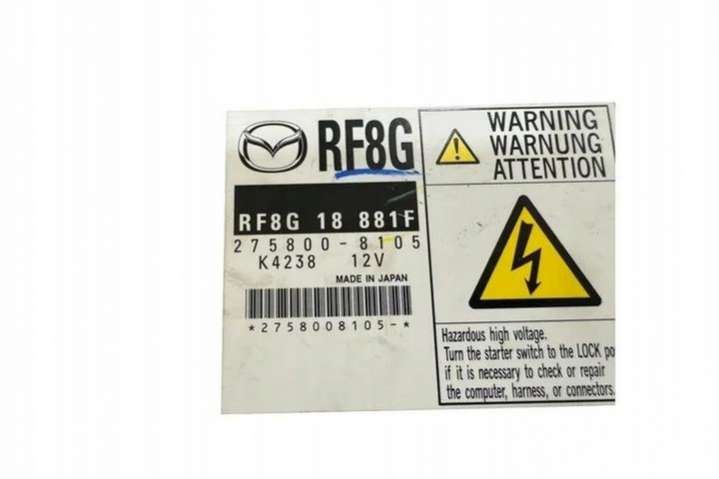 RF8G
RF8G 18 881F
275800-8105
K4238 12V
MADE IN JAPAN
*2758008105-*
WARNING
WARNUNG
ATTENTION
Hazardous high voltage.
Turn the starter switch to the LOCK po
if it is necessary to check or repair
the computer, harness, or connectors.